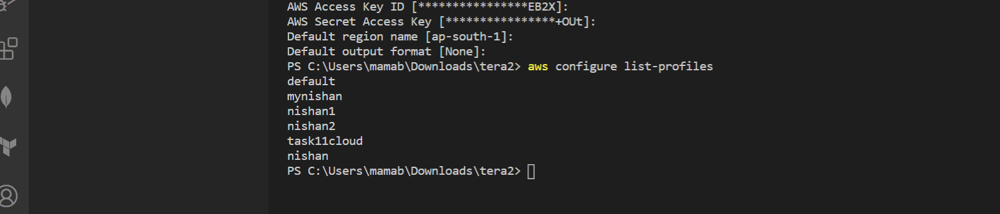 AWS Access Key ID [****************EB2X]:
AWS Secret Access Key [****************+OUt]:
Default region name [ap-south-1]:
Default output format [None]:
PS C:\Users\mamab\Downloads\tera2> aws configure list-profiles
default
mynishan
nishan1
nishan2
task11cloud
nishan
PS C:\Users\mamab\Downloads\tera2>